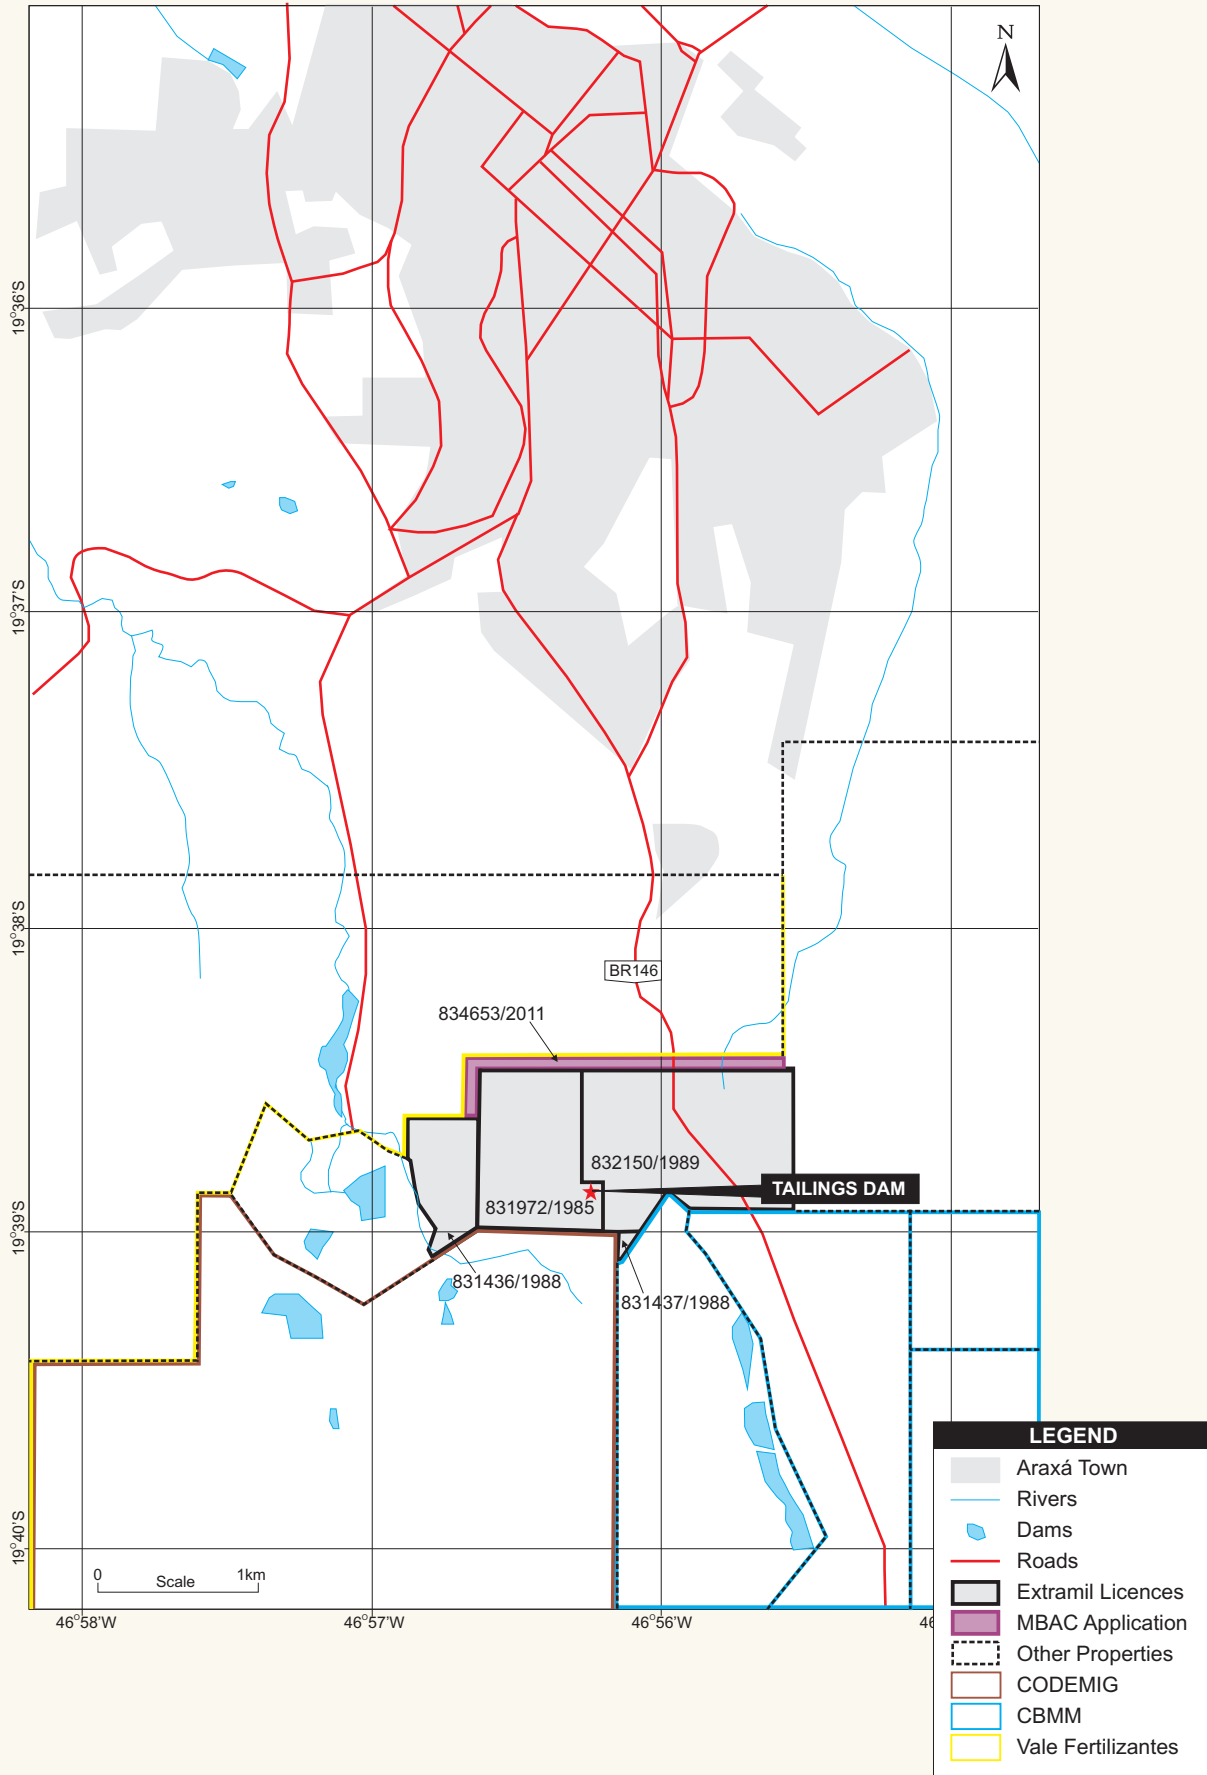 N
19°36'S
19°37'S
19°38'S
BR146
834653/2011
832150/1989
TAILINGS DAM
831972/1985
19°39'S
831436/1988
831437/1988
19°40'S
0 Scale 1km
46°58'W 46°57'W 46°56'W 46
LEGEND
Araxá Town
Rivers
Dams
Roads
Extramil Licences
MBAC Application
Other Properties
CODEMIG
CBMM
Vale Fertilizantes